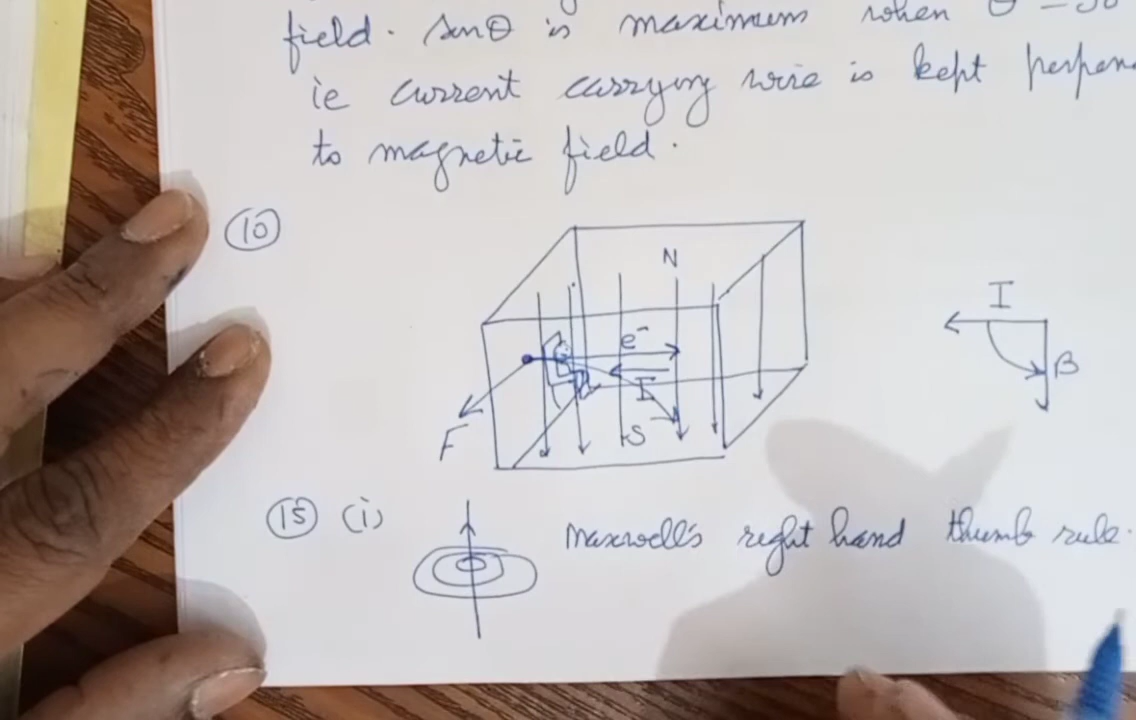 field. sinθ is maximum when θ = 90
ie current carrying wire is kept
to magnetic field.
(10)
N
e⁻
I
I
B
S
F
(15) (i) Maxwell's right hand thumb rule.